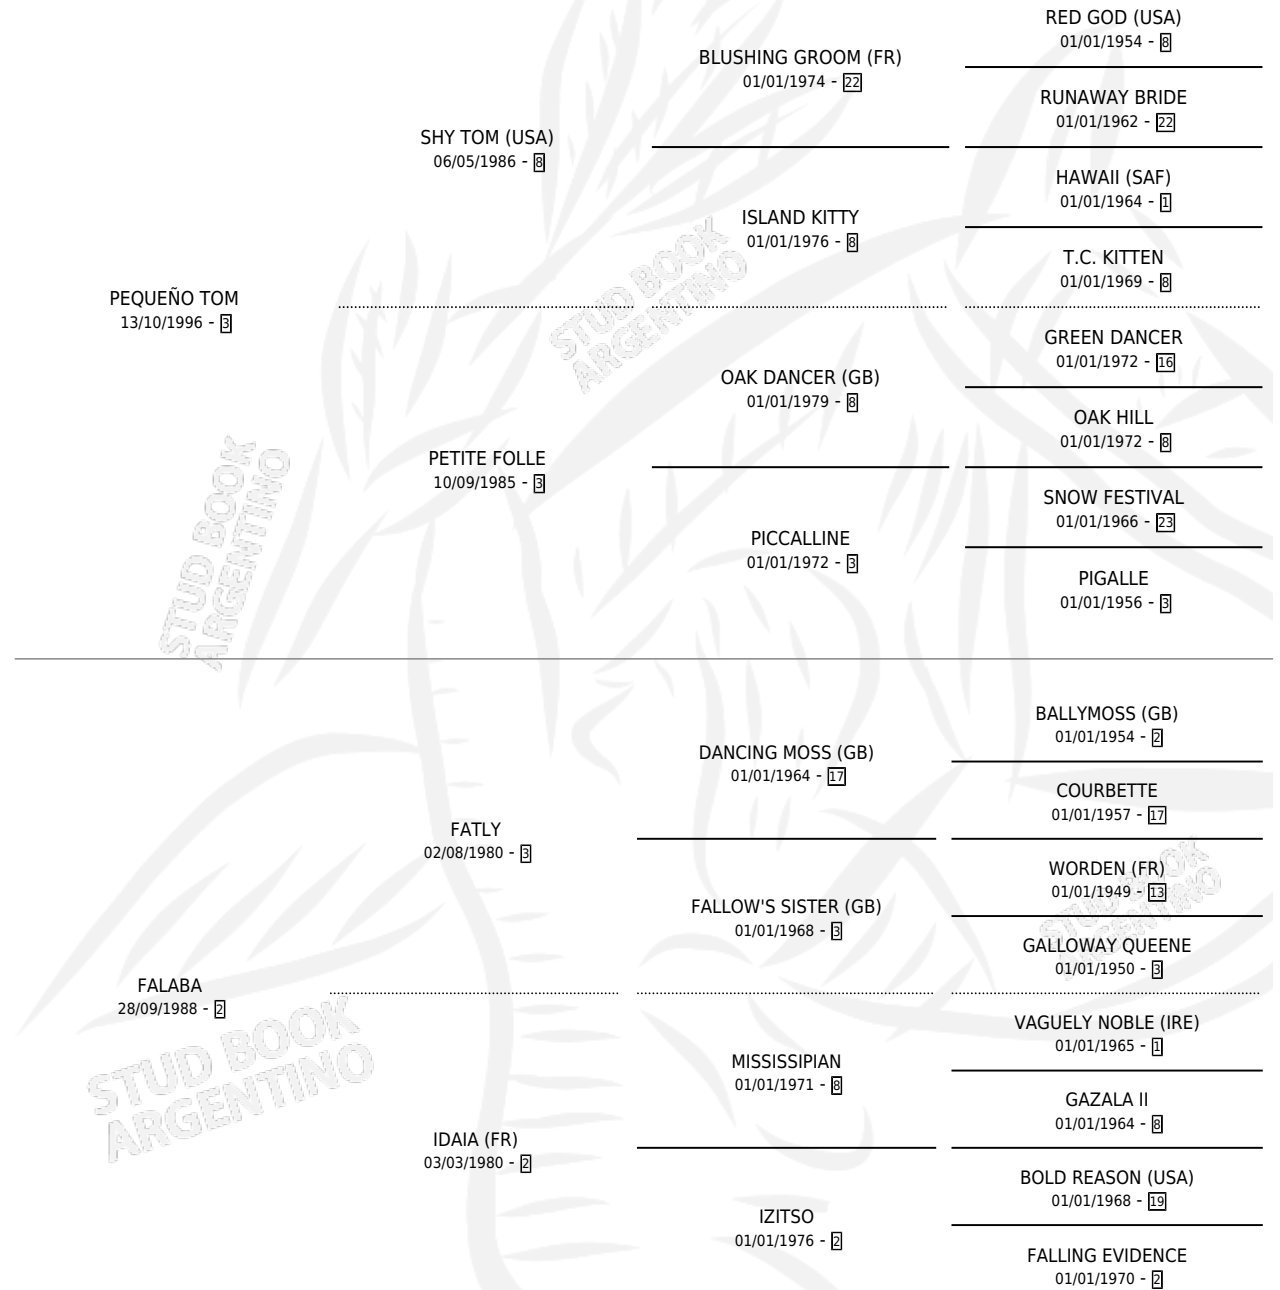 RED GOD (USA)
01/01/1954 - 8
BLUSHING GROOM (FR)
01/01/1974 - 22
RUNAWAY BRIDE
01/01/1962 - 22
SHY TOM (USA)
06/05/1986 - 8
HAWAII (SAF)
01/01/1964 - 1
ISLAND KITTY
01/01/1976 - 8
T.C. KITTEN
01/01/1969 - 8
PEQUEÑO TOM
13/10/1996 - 3
GREEN DANCER
01/01/1972 - 16
OAK DANCER (GB)
01/01/1979 - 8
OAK HILL
01/01/1972 - 8
PETITE FOLLE
10/09/1985 - 3
SNOW FESTIVAL
01/01/1966 - 23
PICCALLINE
01/01/1972 - 3
PIGALLE
01/01/1956 - 3
STUD BOOK
ARGENTINO
STUD BOOK
ARGENTINO
BALLYMOSS (GB)
01/01/1954 - 2
DANCING MOSS (GB)
01/01/1964 - 17
COURBETTE
01/01/1957 - 17
FATLY
02/08/1980 - 3
WORDEN (FR)
01/01/1949 - 13
FALLOW'S SISTER (GB)
01/01/1968 - 3
GALLOWAY QUEENE
01/01/1950 - 3
FALABA
28/09/1988 - 2
VAGUELY NOBLE (IRE)
01/01/1965 - 1
MISSISSIPIAN
01/01/1971 - 8
GAZALA II
01/01/1964 - 8
IDAIA (FR)
03/03/1980 - 2
BOLD REASON (USA)
01/01/1968 - 19
IZITSO
01/01/1976 - 2
FALLING EVIDENCE
01/01/1970 - 2
STUD BOOK
ARGENTINO
STUD BOOK
ARGENTINO